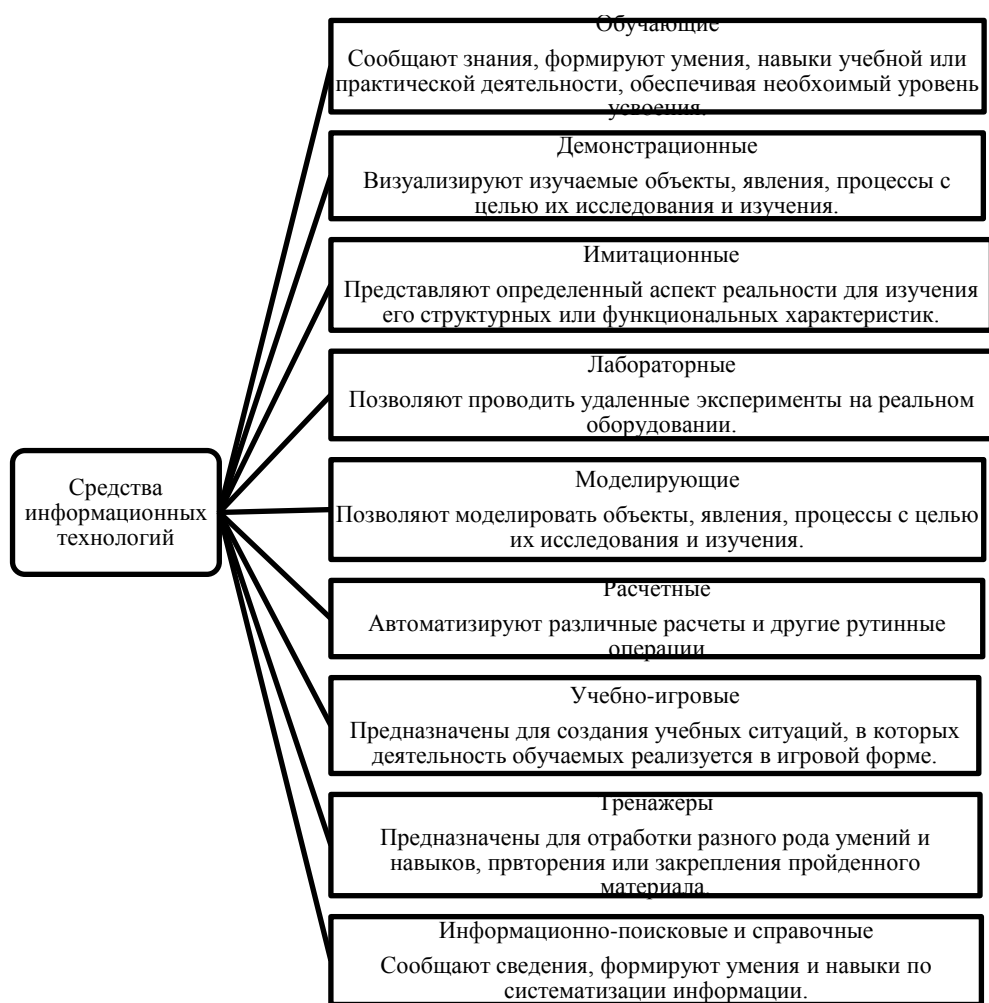 Обучающие
Сообщают знания, формируют умения, навыки учебной или
практической деятельности, обеспечивая необхоимый уровень
усвоения.
Демонстрационные
Визуализируют изучаемые объекты, явления, процессы с
целью их исследования и изучения.
Имитационные
Представляют определенный аспект реальности для изучения
его структурных или функциональных характеристик.
Лабораторные
Позволяют проводить удаленные эксперименты на реальном
оборудовании.
Средства
информационных
технологий
Моделирующие
Позволяют моделировать объекты, явления, процессы с целью
их исследования и изучения.
Расчетные
Автоматизируют различные расчеты и другие рутинные
операции
Учебно-игровые
Предназначены для создания учебных ситуаций, в которых
деятельность обучаемых реализуется в игровой форме.
Тренажеры
Предназначены для отработки разного рода умений и
навыков, првторения или закрепления пройденного
материала.
Информационно-поисковые и справочные
Сообщают сведения, формируют умения и навыки по
систематизации информации.